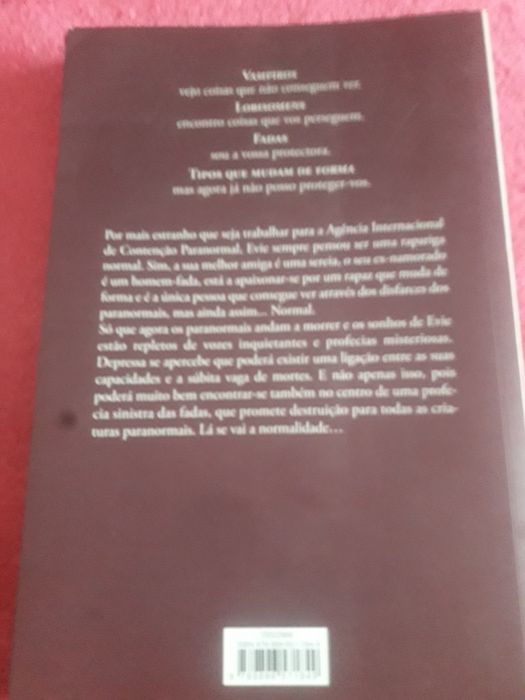 VAMPIROS
vejo coisas que não conseguem ver.
LOBISOMENS
encontro coisas que vos perseguem.
FADAS
sou a vossa protectora.
TIPOS QUE MUDAM DE FORMA
mas agora já não posso proteger-vos.
Por mais estranho que seja trabalhar para a Agência Internacional
de Contenção Paranormal, Evie sempre pensou ser uma rapariga
normal. Sim, a sua melhor amiga é uma sereia, o seu ex-namorado
é um homem-fada, está a apaixonar-se por um rapaz que muda de
forma e é a única pessoa que consegue ver através dos disfarces dos
paranormais, mas ainda assim... Normal.
Só que agora os paranormais andam a morrer e os sonhos de Evie
estão repletos de vozes inquietantes e profecias misteriosas.
Depressa se apercebe que poderá existir uma ligação entre as suas
capacidades e a súbita vaga de mortes. E não apenas isso, pois
poderá muito bem encontrar-se também no centro de uma profe-
cia sinistra das fadas, que promete destruição para todas as cria-
turas paranormais. Lá se vai a normalidade...
ISBN